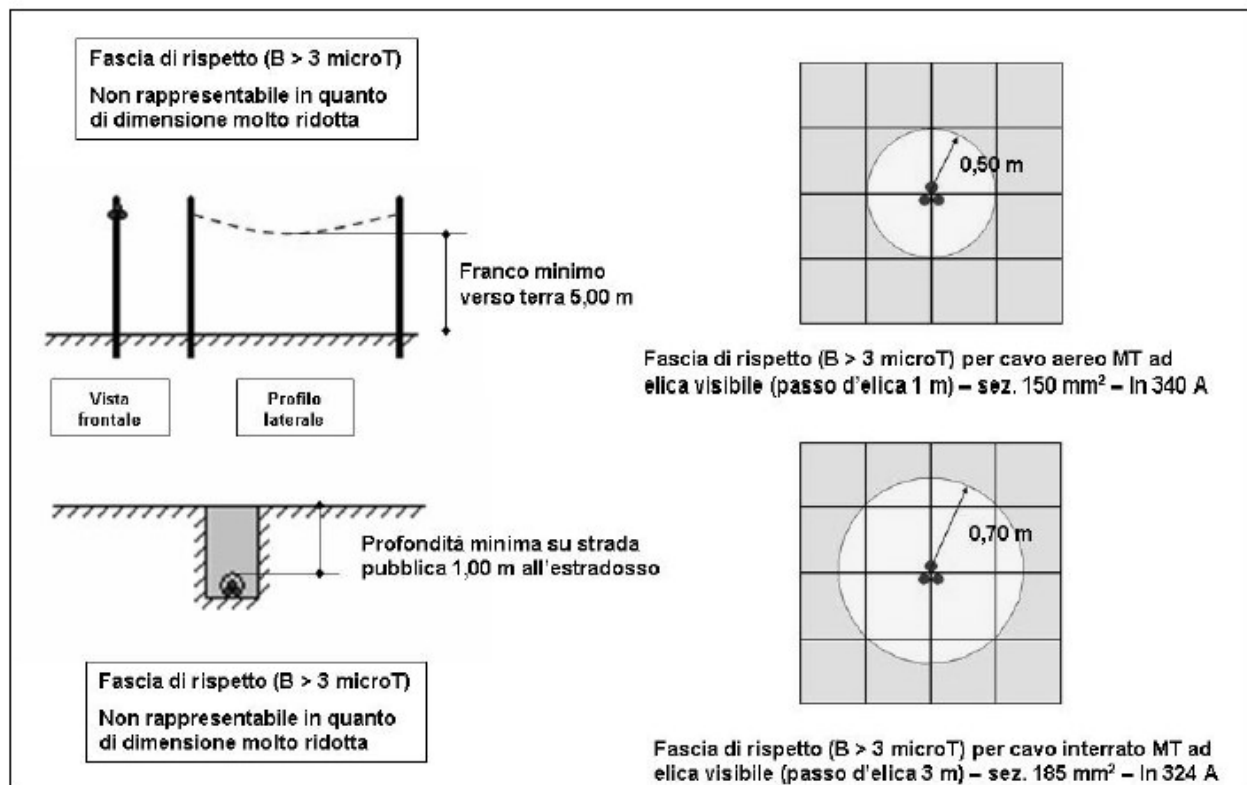 Fascia di rispetto (B > 3 microT)
Non rappresentabile in quanto
di dimensione molto ridotta
Franco minimo
verso terra 5,00 m
Vista
frontale
Profilo
laterale
Profondità minima su strada
pubblica 1,00 m all'estradosso
Fascia di rispetto (B > 3 microT)
Non rappresentabile in quanto
di dimensione molto ridotta
0,50 m
Fascia di rispetto (B > 3 microT) per cavo aereo MT ad
elica visibile (passo d'elica 1 m) – sez. 150 mm² – In 340 A
0,70 m
Fascia di rispetto (B > 3 microT) per cavo interrato MT ad
elica visibile (passo d'elica 3 m) – sez. 185 mm² – In 324 A